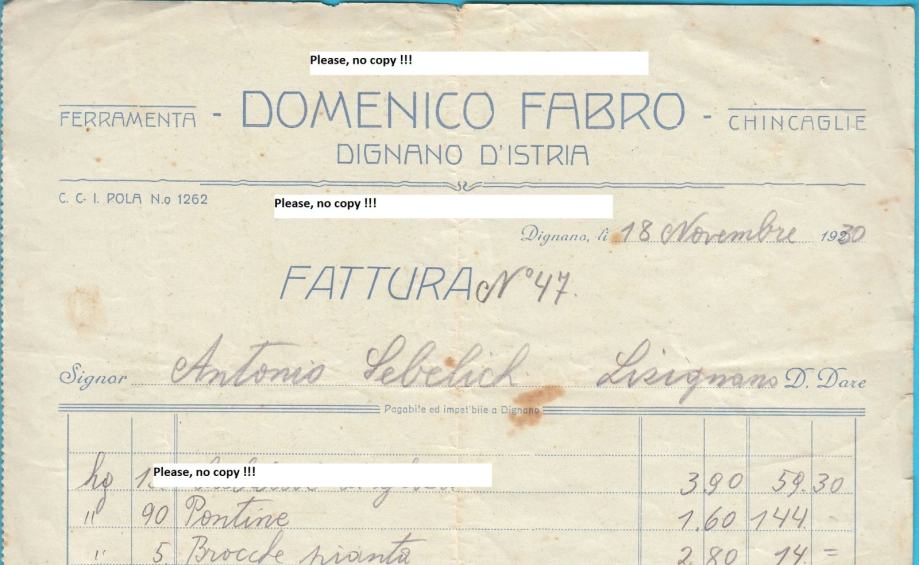 Please, no copy !!!
FERRAMENTA - DOMENICO FABRO - CHINCAGLIE
DIGNANO D'ISTRIA
C. C. I. POLA N.o 1262
Please, no copy !!!
Dignano, li 18 Novembre 1930
FATTURA N° 47.
Signor Antonio Sebelich Lisignano D. Dare
Pagabile ed impetibile a Dignano
Please, no copy !!!
hg 3.90 59.30
" 90 Pontine 1.60 144. -
" 5. Brocche pianta 2.80 14. =